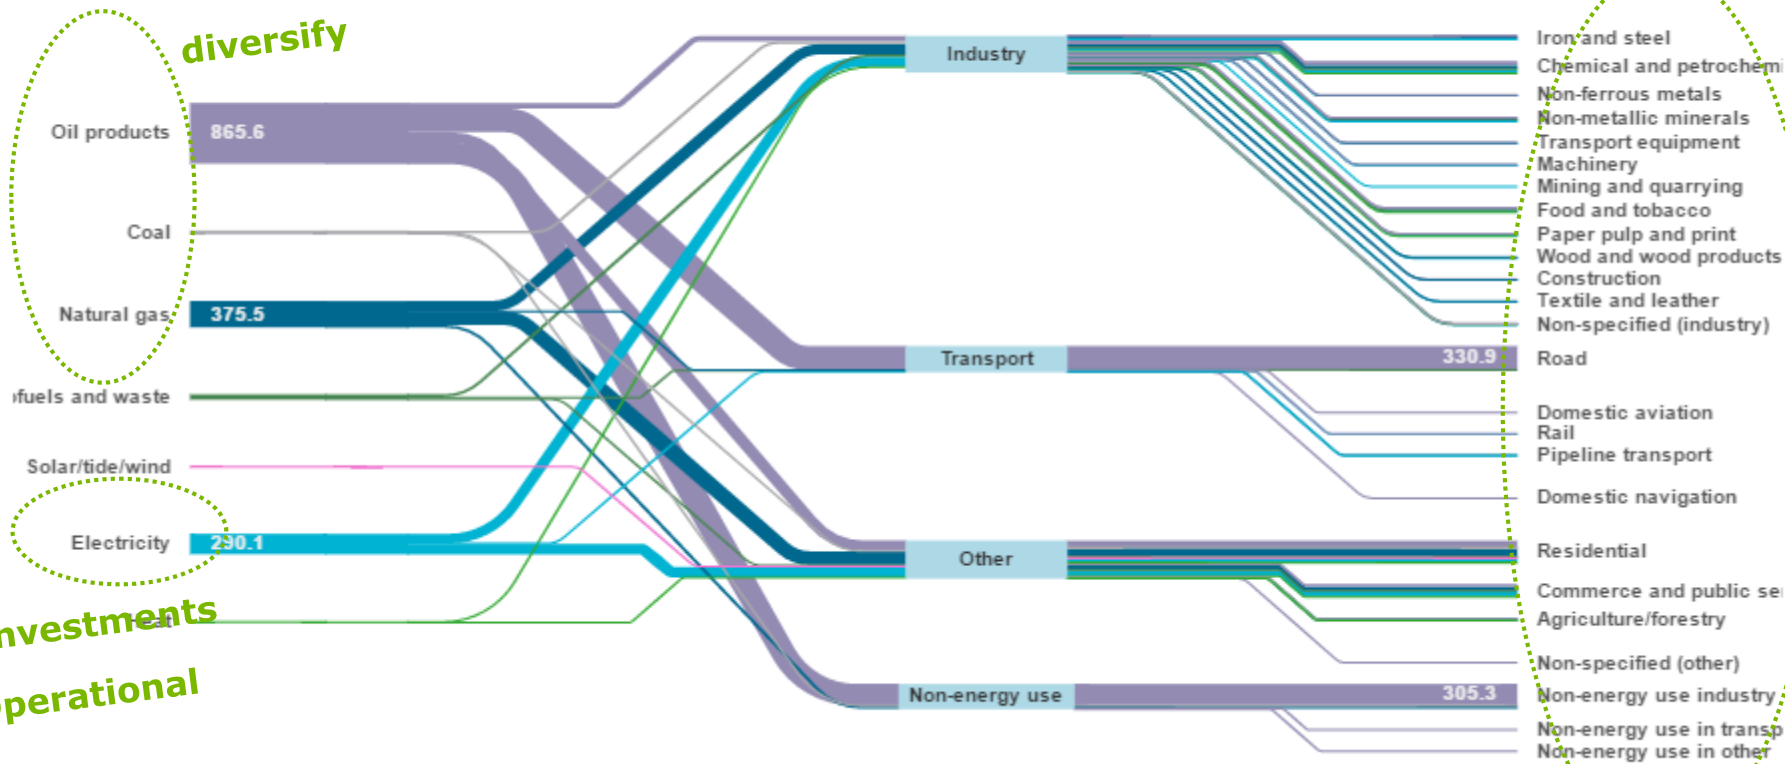 diversify
Oil products
865.6
Coal
Natural gas
375.5
ofuels and waste
Solar/tide/wind
Electricity
290.1
Heat
nvestments
perational
Industry
Transport
Other
Non-energy use
Iron and steel
Chemical and petrochemi
Non-ferrous metals
Non-metallic minerals
Transport equipment
Machinery
Mining and quarrying
Food and tobacco
Paper pulp and print
Wood and wood products
Construction
Textile and leather
Non-specified (industry)
330.9
Road
Domestic aviation
Rail
Pipeline transport
Domestic navigation
Residential
Commerce and public se
Agriculture/forestry
Non-specified (other)
305.3
Non-energy use industry
Non-energy use in transp
Non-energy use in other